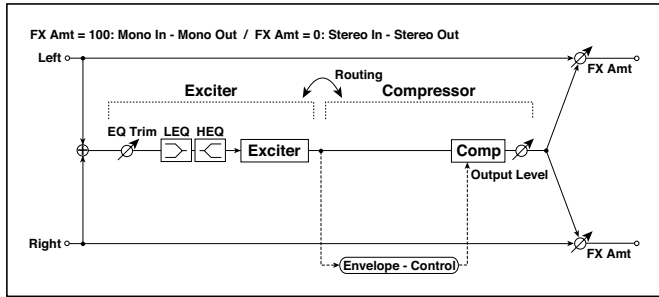 FX Amt = 100: Mono In - Mono Out / FX Amt = 0: Stereo In - Stereo Out
Left
FX Amt
Routing
Exciter
Compressor
EQ Trim
LEQ
HEQ
Exciter
Comp
Output Level
Right
FX Amt
Envelope - Control